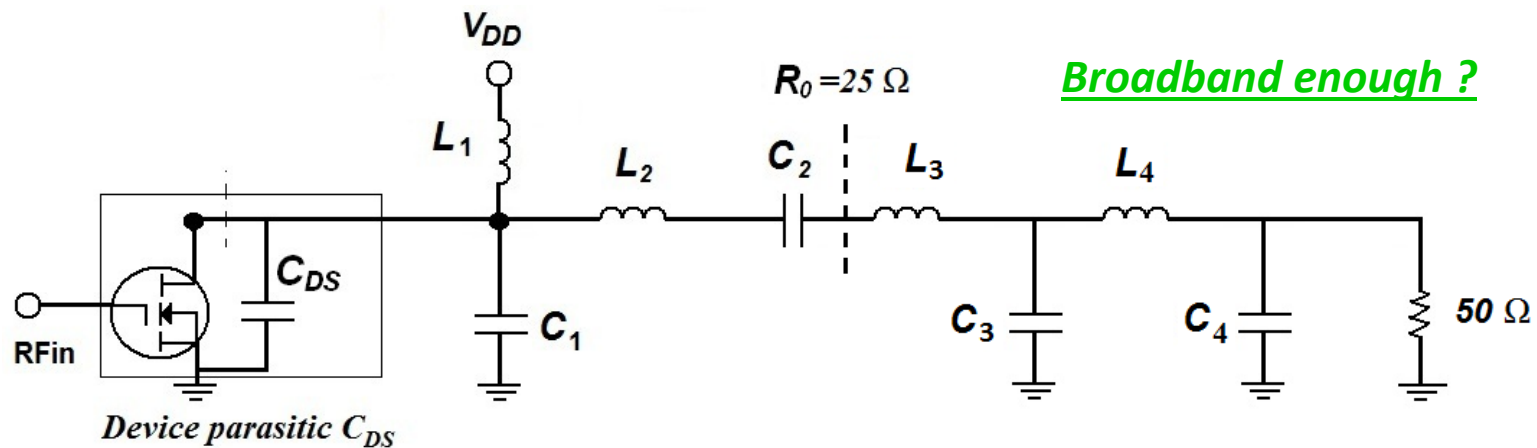 V_DD
R_0 =25 Ω
Broadband enough ?
L_1
L_2
C_2
L_3
L_4
C_DS
RFin
C_1
C_3
C_4
50 Ω
Device parasitic C_DS